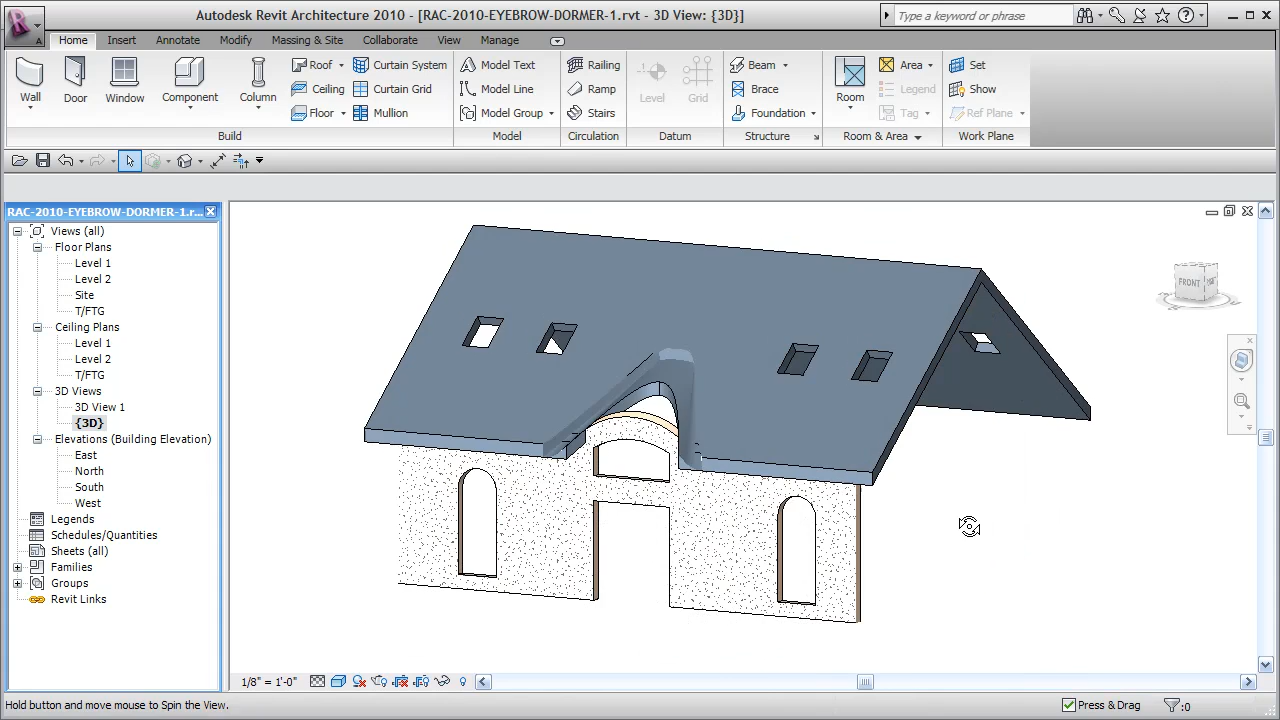 Autodesk Revit Architecture 2010 - [RAC-2010-EYEBROW-DORMER-1.rvt - 3D View: {3D}]
Type a keyword or phrase
Home Insert Annotate Modify Massing & Site Collaborate View Manage
Roof Curtain System Model Text Railing Beam Area Legend Set
Wall Door Window Component Column Ceiling Curtain Grid Model Line Ramp Level Grid Brace Room Show
Floor Mullion Model Group Stairs Foundation Tag Ref Plane
Build Model Circulation Datum Structure Room & Area Work Plane
RAC-2010-EYEBROW-DORMER-1.r...
Views (all)
Floor Plans
Level 1
Level 2
Site
T/FTG
Ceiling Plans
Level 1
Level 2
T/FTG
3D Views
3D View 1
{3D}
Elevations (Building Elevation)
East
North
South
West
Legends
Schedules/Quantities
Sheets (all)
Families
Groups
Revit Links
FRONT
1/8" = 1'-0"
Hold button and move mouse to Spin the View.
Press & Drag :0